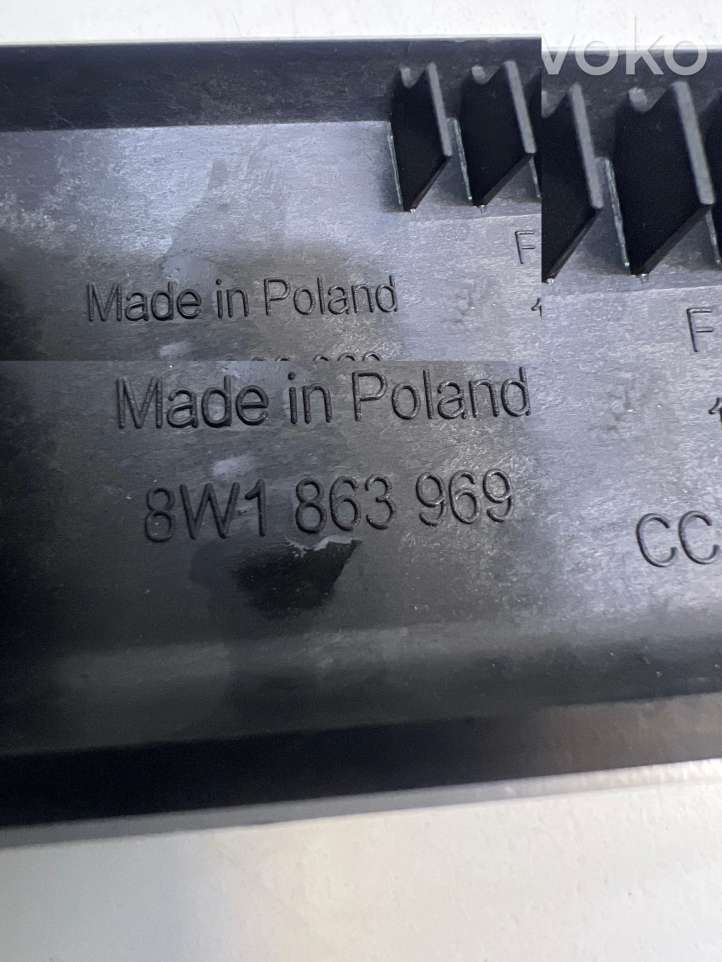 voko
F
Made in Poland
Made in Poland
F
8W1 863 969
CC